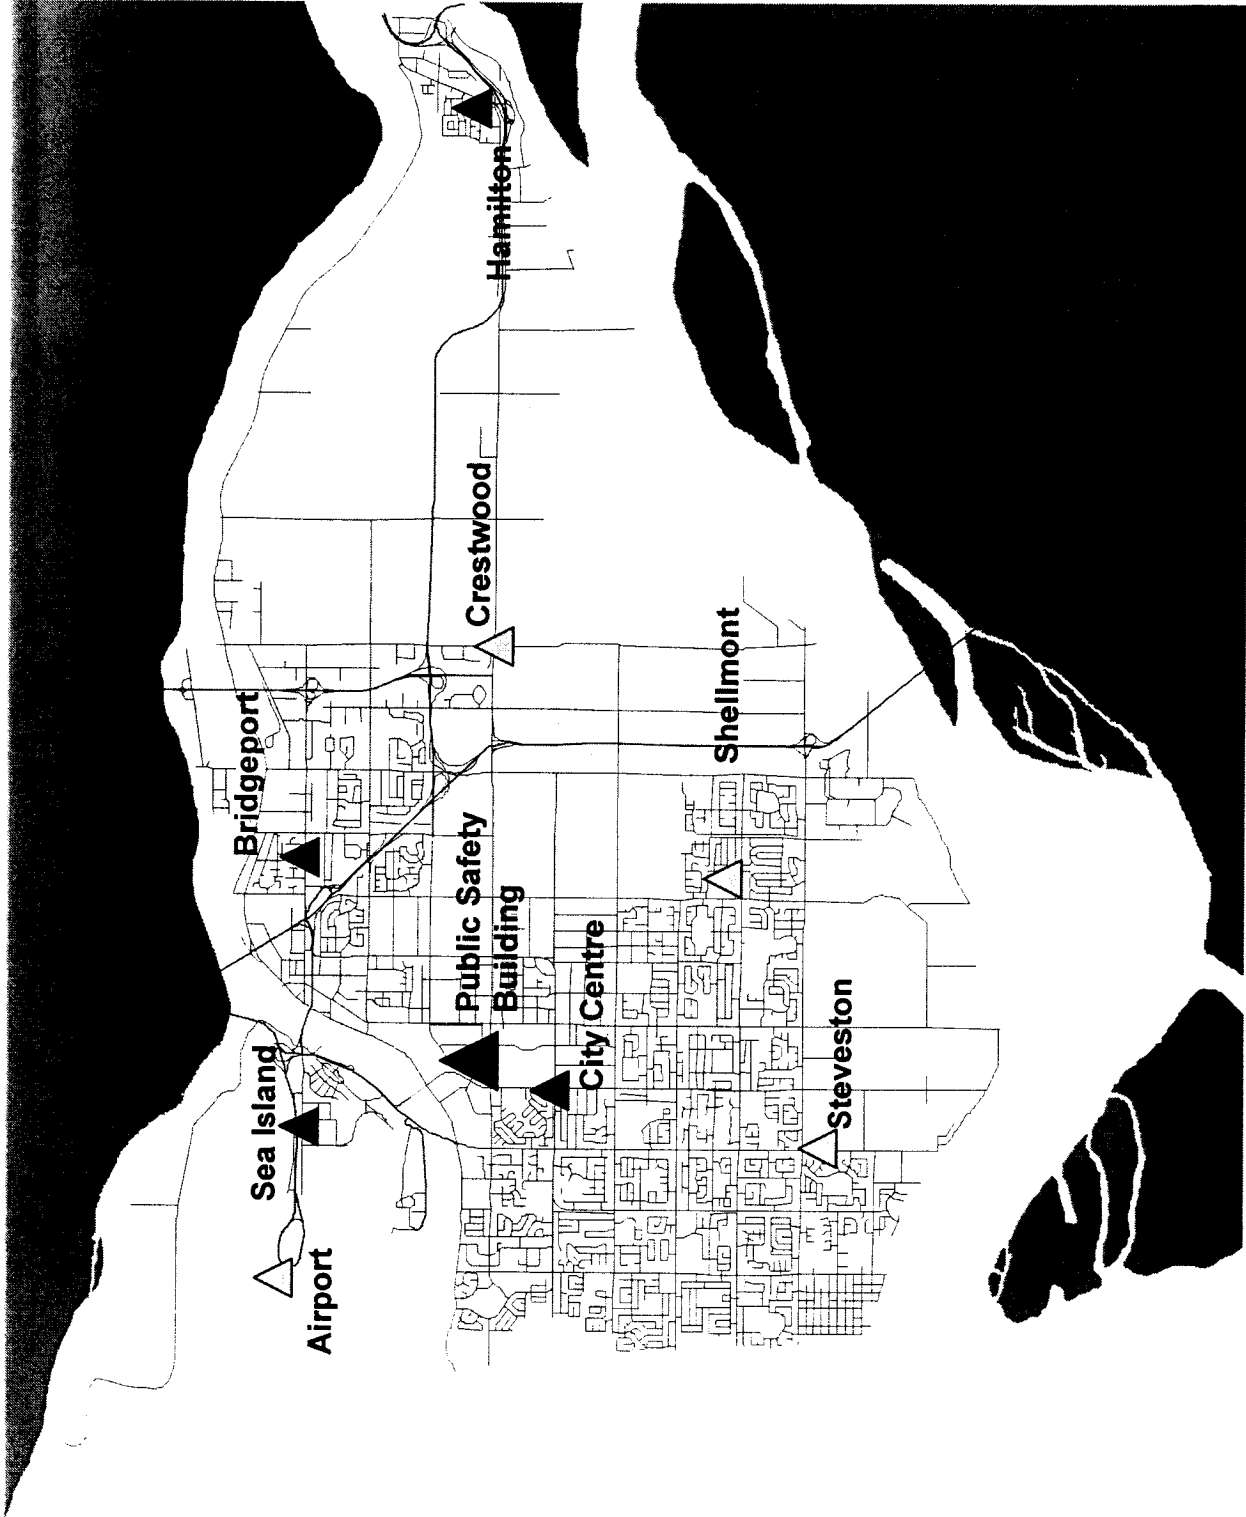 Hamilton
Crestwood
Bridgeport
Shellmont
Public Safety
Building
City Centre
Sea Island
Steveston
Airport